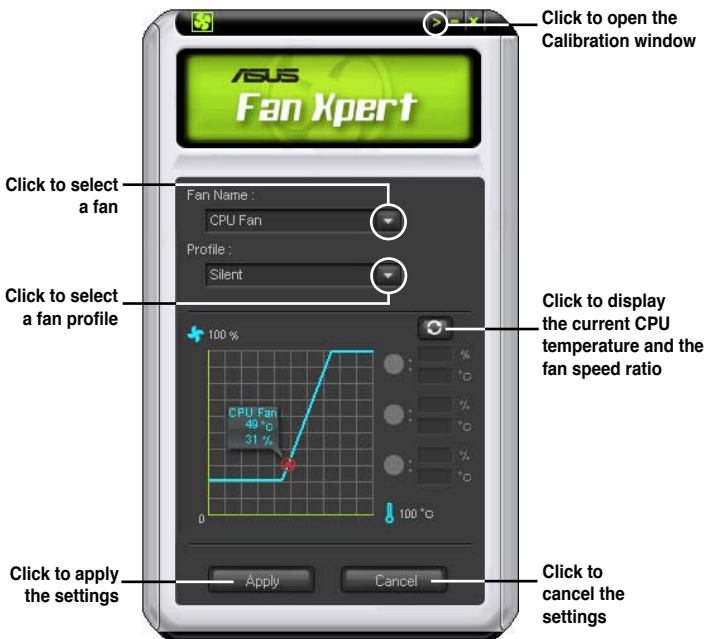 Click to open the
Calibration window
ASUS
Fan Xpert
Click to select
a fan
Fan Name :
CPU Fan
Profile :
Silent
Click to select
a fan profile
Click to display
the current CPU
temperature and the
fan speed ratio
100 %
CPU Fan
49 °C
31 %
: %
°C
: %
°C
: %
°C
0
100 °C
Click to apply
the settings
Apply
Cancel
Click to
cancel the
settings